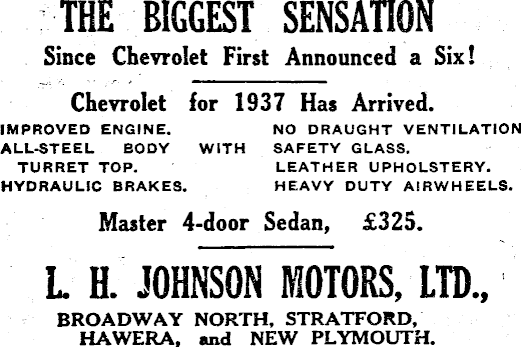 THE BIGGEST SENSATION
Since Chevrolet First Announced a Six!
Chevrolet for 1937 Has Arrived.
IMPROVED ENGINE.
ALL-STEEL BODY WITH
TURRET TOP.
HYDRAULIC BRAKES.
NO DRAUGHT VENTILATION
SAFETY GLASS.
LEATHER UPHOLSTERY.
HEAVY DUTY AIRWHEELS.
Master 4-door Sedan, £325.
L. H. JOHNSON MOTORS, LTD.,
BROADWAY NORTH, STRATFORD,
HAWERA, and NEW PLYMOUTH.